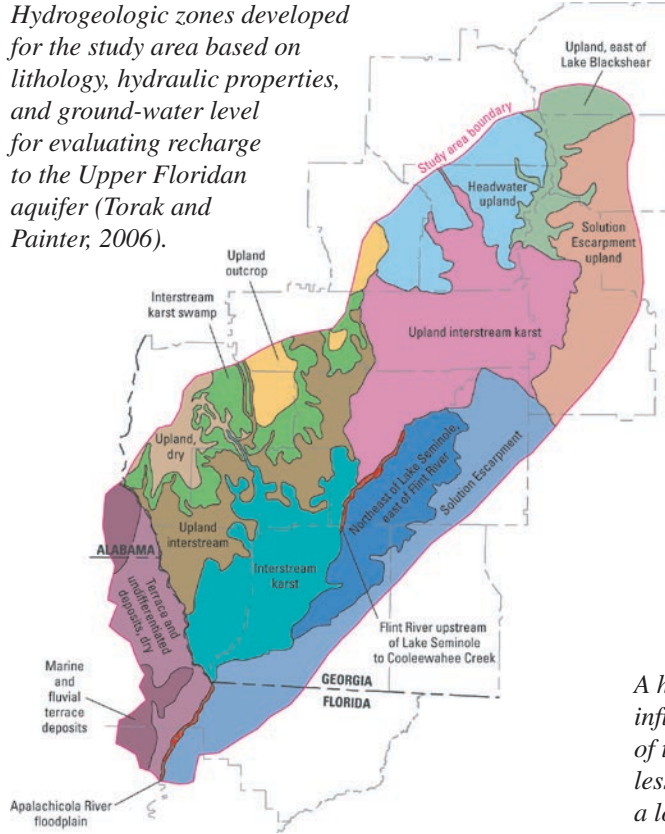 Hydrogeologic zones developed
for the study area based on
lithology, hydraulic properties,
and ground-water level
for evaluating recharge
to the Upper Floridan
aquifer (Torak and
Painter, 2006).
Upland, east of
Lake Blackshear
Study area boundary
Headwater
upland
Solution
Escarpment
upland
Upland
outcrop
Interstream
karst swamp
Upland interstream karst
Upland,
dry
Northeast of Lake Seminole,
east of Flint River
Solution Escarpment
Upland
interstream
ALABAMA
Interstream
karst
Terrace and
undifferentiated
deposits, dry
Flint River upstream
of Lake Seminole
to Cooleewahee Creek
Marine
and
fluvial
terrace
deposits
GEORGIA
FLORIDA
Apalachicola River
floodplain